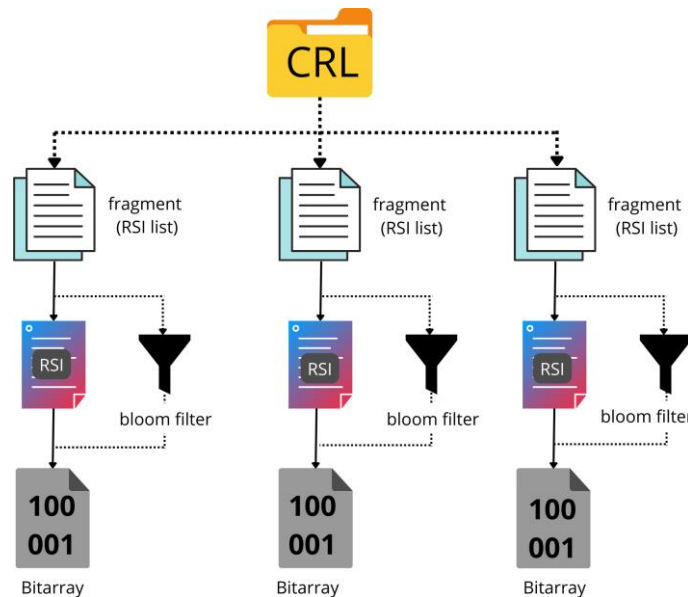 CRL
fragment
(RSI list)
fragment
(RSI list)
fragment
(RSI list)
RSI
RSI
RSI
bloom filter
bloom filter
bloom filter
100
001
100
001
100
001
Bitarray
Bitarray
Bitarray